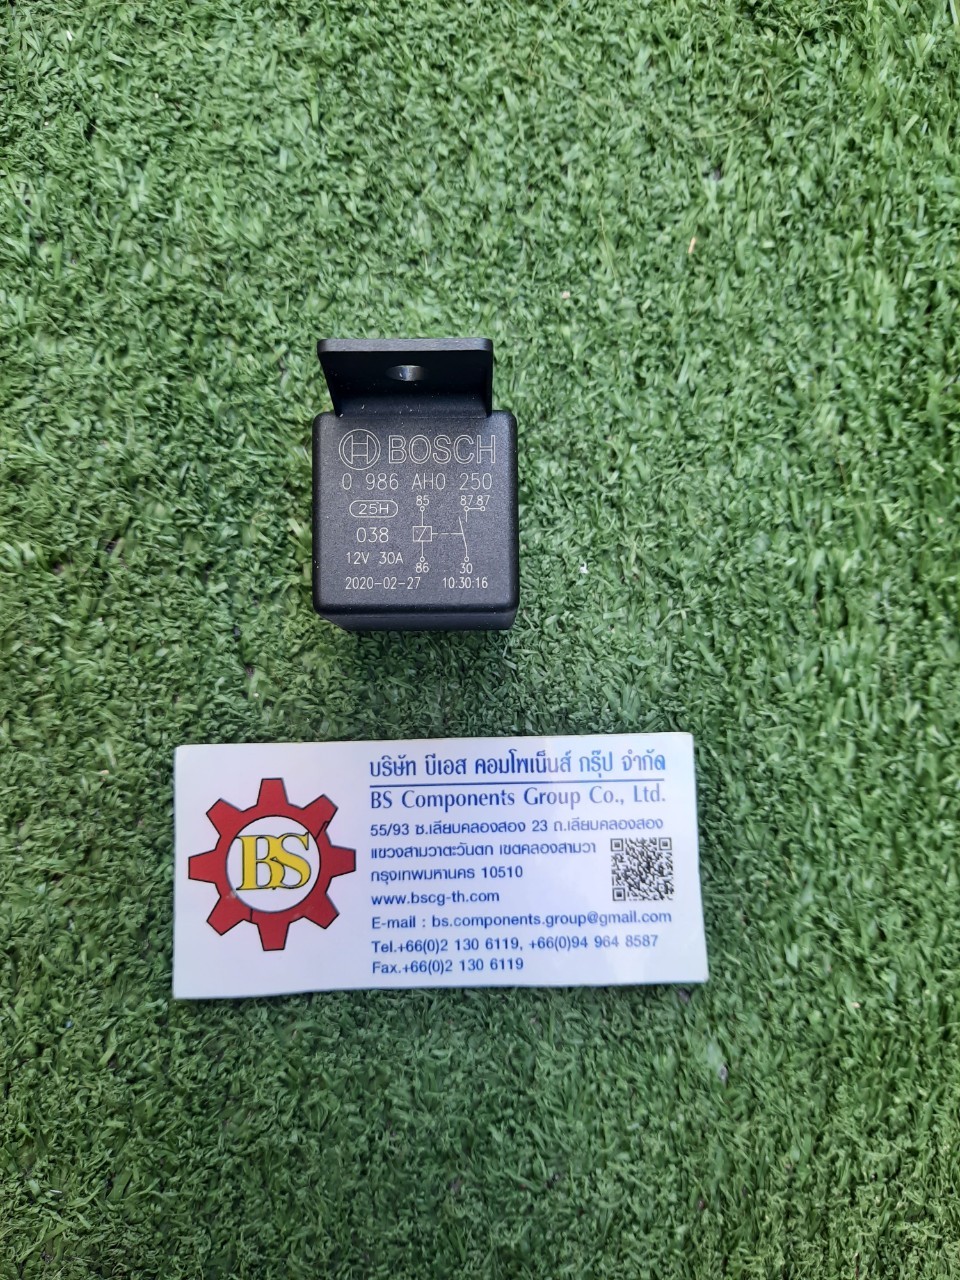 BOSCH
0 986 AH0 250
25H
85
87 87
038
12V 30A
86
30
2020-02-27 10:30:16
บริษัท บีเอส คอมโพเน็นส์ กรุ๊ป จำกัด
BS Components Group Co., Ltd.
BS
55/93 ซ.เลียบคลองสอง 23 ถ.เลียบคลองสอง
แขวงสามวาตะวันตก เขตคลองสามวา
กรุงเทพมหานคร 10510
www.bscg-th.com
E-mail : bs.components.group@gmail.com
Tel.+66(0)2 130 6119, +66(0)94 964 8587
Fax.+66(0)2 130 6119